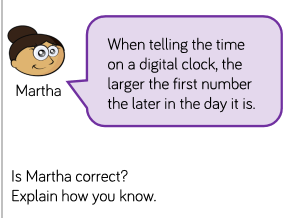 When telling the time
on a digital clock, the
larger the first number
the later in the day it is.
Martha
Is Martha correct?
Explain how you know.